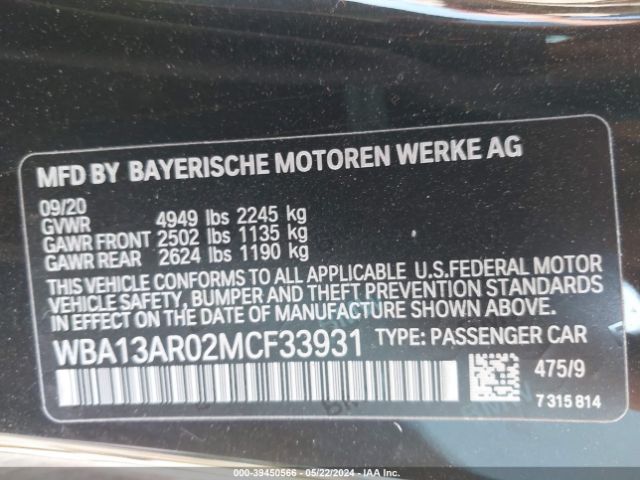 MFD BY BAYERISCHE MOTOREN WERKE AG
09/20
GVWR 4949 lbs 2245 kg
GAWR FRONT 2502 lbs 1135 kg
GAWR REAR 2624 lbs 1190 kg
THIS VEHICLE CONFORMS TO ALL APPLICABLE U.S.FEDERAL MOTOR
VEHICLE SAFETY, BUMPER AND THEFT PREVENTION STANDARDS
IN EFFECT ON THE DATE OF MANUFACTURE SHOWN ABOVE.
WBA13AR02MCF33931 TYPE: PASSENGER CAR
475/9
7 315 814
000-39450566 - 05/22/2024 - IAA Inc.